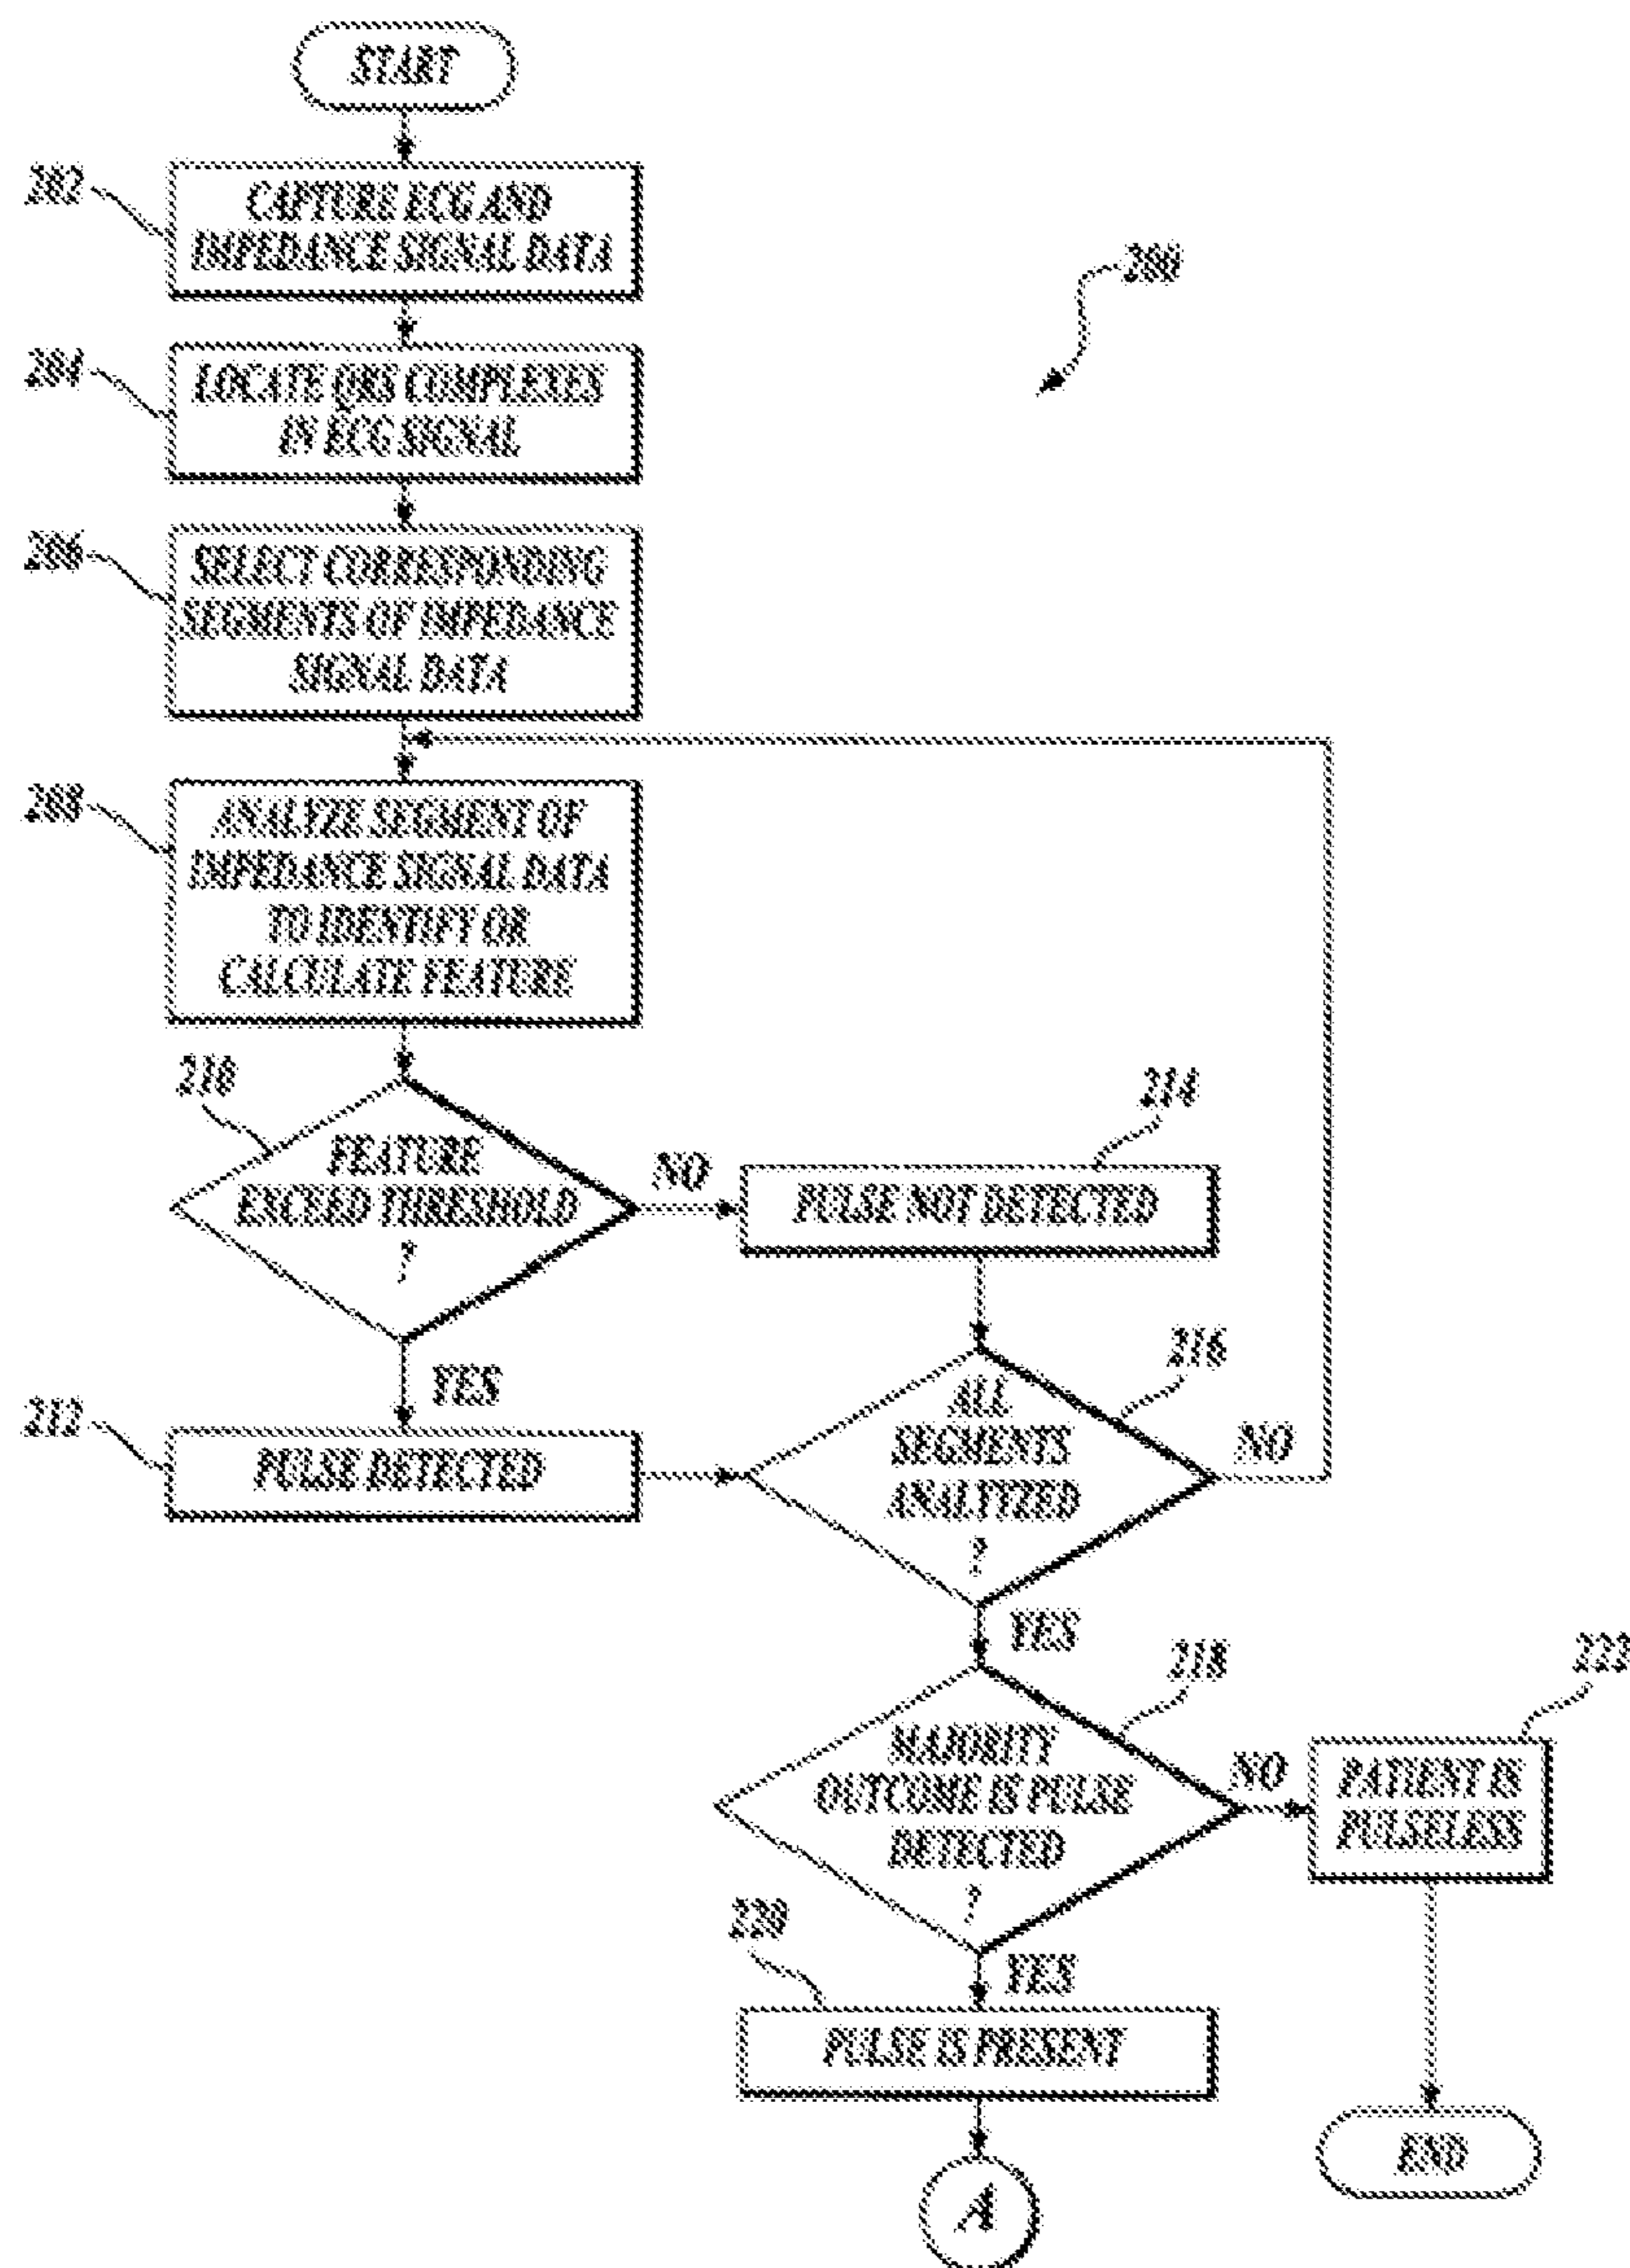 START
202
CAPTURE ECG AND
IMPEDANCE SIGNAL DATA
200
204
LOCATE QRS COMPLEXES
IN ECG SIGNAL
206
SELECT CORRESPONDING
SEGMENTS OF IMPEDANCE
SIGNAL DATA
208
ANALYZE SEGMENT OF
IMPEDANCE SIGNAL DATA
TO IDENTIFY OR
CALCULATE FEATURE
210
FEATURE
EXCEED THRESHOLD
?
NO
214
PULSE NOT DETECTED
YES
212
PULSE DETECTED
216
ALL
SEGMENTS
ANALYZED
?
NO
YES
218
MAJORITY
OUTCOME IS PULSE
DETECTED
?
NO
222
PATIENT IS
PULSELESS
220
YES
PULSE IS PRESENT
END
A